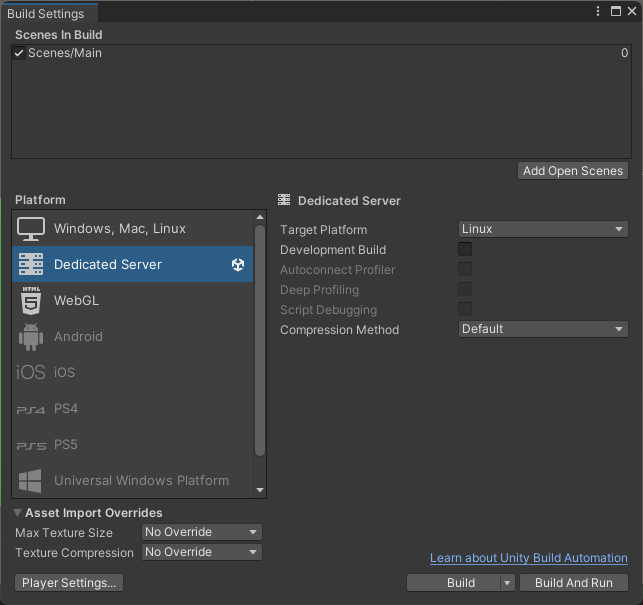 Build Settings
Scenes In Build
Scenes/Main 0
Add Open Scenes
Platform
Windows, Mac, Linux
Dedicated Server
HTML 5 WebGL
Android
iOS iOS
PS4 PS4
PS5 PS5
Universal Windows Platform
Dedicated Server
Target Platform Linux
Development Build
Autoconnect Profiler
Deep Profiling
Script Debugging
Compression Method Default
Asset Import Overrides
Max Texture Size No Override
Texture Compression No Override
Learn about Unity Build Automation
Player Settings... Build Build And Run